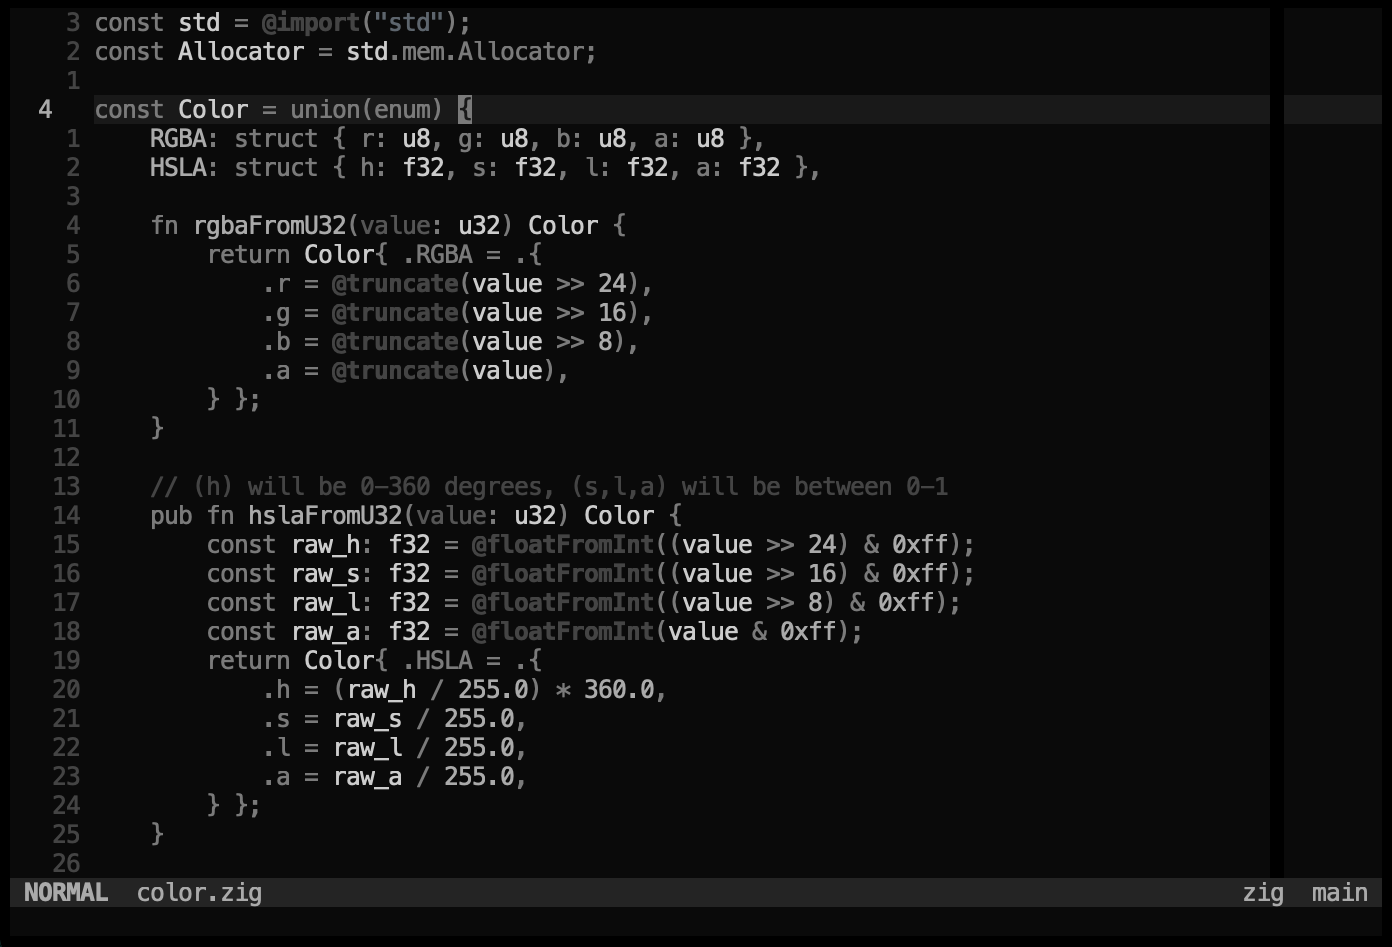 3 const std = @import("std");
2 const Allocator = std.mem.Allocator;
1
4 const Color = union(enum) {
1     RGBA: struct { r: u8, g: u8, b: u8, a: u8 },
2     HSLA: struct { h: f32, s: f32, l: f32, a: f32 },
3
4     fn rgbaFromU32(value: u32) Color {
5         return Color{ .RGBA = .{
6             .r = @truncate(value >> 24),
7             .g = @truncate(value >> 16),
8             .b = @truncate(value >> 8),
9             .a = @truncate(value),
10         } };
11     }
12
13     // (h) will be 0-360 degrees, (s,l,a) will be between 0-1
14     pub fn hslaFromU32(value: u32) Color {
15         const raw_h: f32 = @floatFromInt((value >> 24) & 0xff);
16         const raw_s: f32 = @floatFromInt((value >> 16) & 0xff);
17         const raw_l: f32 = @floatFromInt((value >> 8) & 0xff);
18         const raw_a: f32 = @floatFromInt(value & 0xff);
19         return Color{ .HSLA = .{
20             .h = (raw_h / 255.0) * 360.0,
21             .s = raw_s / 255.0,
22             .l = raw_l / 255.0,
23             .a = raw_a / 255.0,
24         } };
25     }
26
NORMAL color.zig zig main